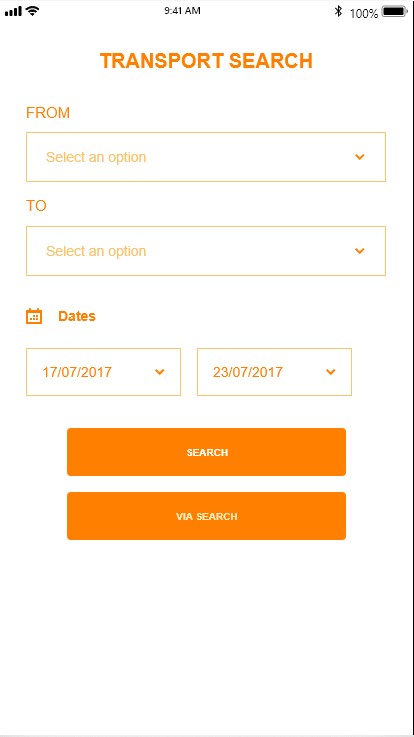 9:41 AM 100%
TRANSPORT SEARCH
FROM
Select an option
TO
Select an option
Dates
17/07/2017 23/07/2017
SEARCH
VIA SEARCH